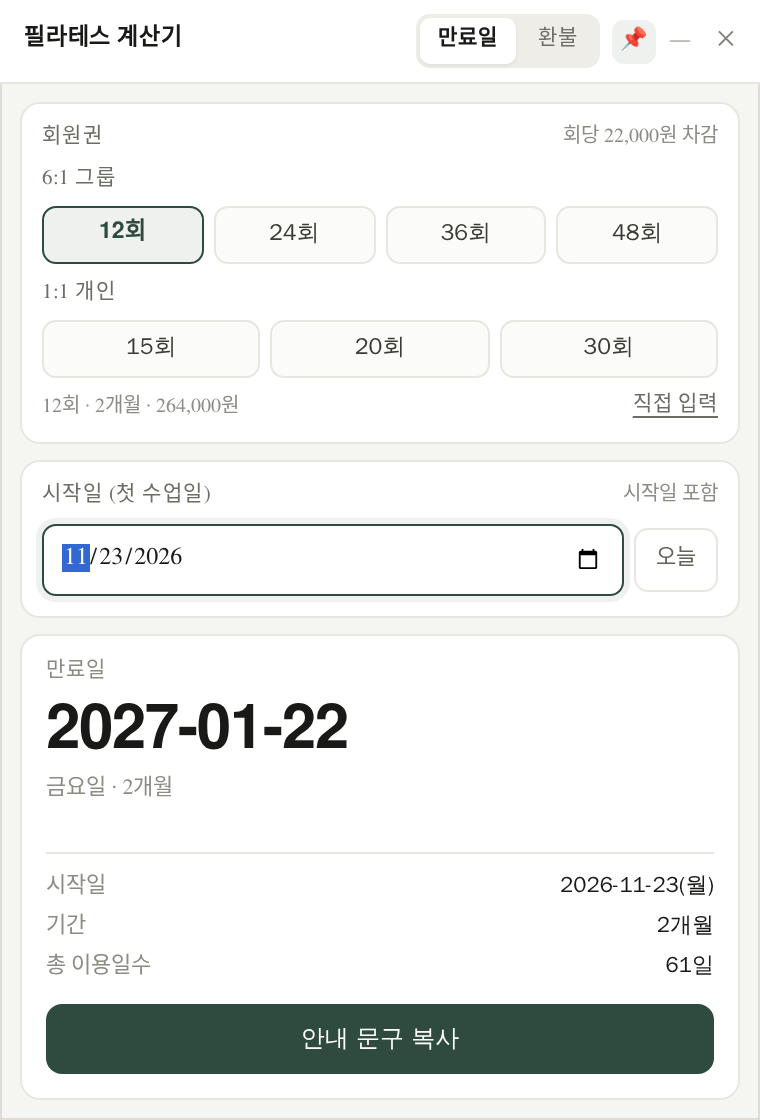 필라테스 계산기 만료일 환불
회원권 회당 22,000원 차감
6:1 그룹
12회 24회 36회 48회
1:1 개인
15회 20회 30회
12회 · 2개월 · 264,000원 직접 입력
시작일 (첫 수업일) 시작일 포함
11/23/2026 오늘
만료일
2027-01-22
금요일 · 2개월
시작일 2026-11-23(월)
기간 2개월
총 이용일수 61일
안내 문구 복사